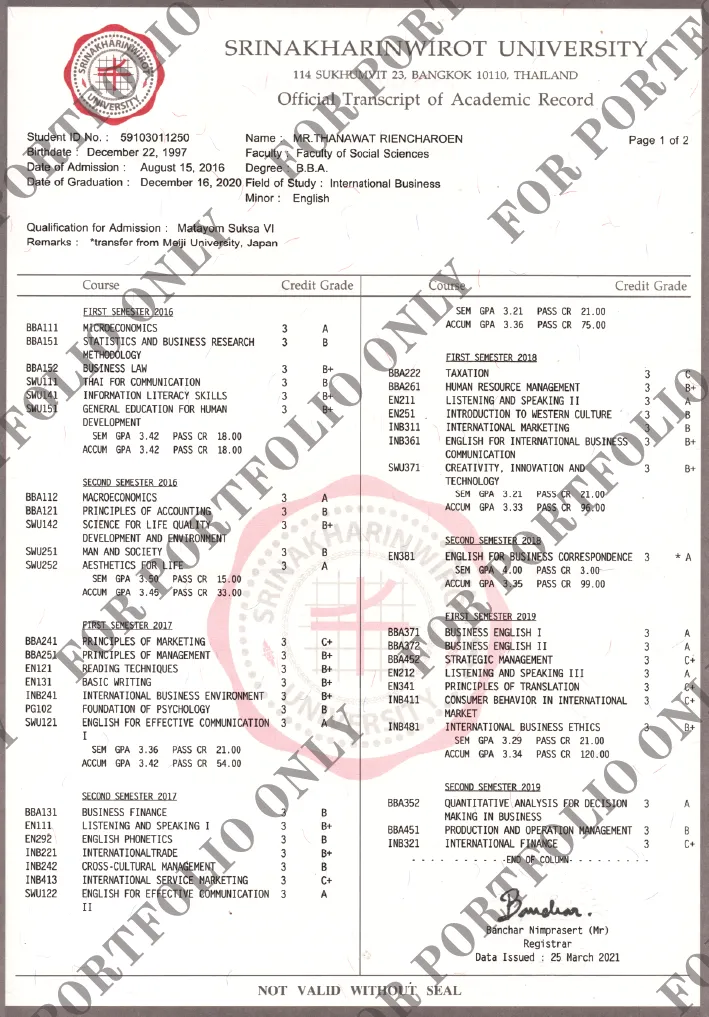 SRINAKHARINWIROT UNIVERSITY
SRINAKHARINWIROT UNIVERSITY
114 SUKHUMVIT 23, BANGKOK 10110, THAILAND
Official Transcript of Academic Record
Student ID No. : 59103011250 Name : MR.THANAWAT RIENCHAROEN Page 1 of 2
Birthdate : December 22, 1997 Faculty : Faculty of Social Sciences
Date of Admission : August 15, 2016 Degree : B.B.A.
Date of Graduation : December 16, 2020 Field of Study : International Business
Minor : English
Qualification for Admission : Matayom Suksa VI
Remarks : *transfer from Meiji University, Japan
Course Credit Grade
FIRST SEMESTER 2016
BBA111 MICROECONOMICS 3 A
BBA151 STATISTICS AND BUSINESS RESEARCH 3 B
METHODOLOGY
BBA152 BUSINESS LAW 3 B+
SWU111 THAI FOR COMMUNICATION 3 B
SWU141 INFORMATION LITERACY SKILLS 3 B+
SWU151 GENERAL EDUCATION FOR HUMAN 3 B+
DEVELOPMENT
SEM GPA 3.42 PASS CR 18.00
ACCUM GPA 3.42 PASS CR 18.00
SECOND SEMESTER 2016
BBA112 MACROECONOMICS 3 A
BBA121 PRINCIPLES OF ACCOUNTING 3 B
SWU142 SCIENCE FOR LIFE QUALITY 3 B+
DEVELOPMENT AND ENVIRONMENT
SWU251 MAN AND SOCIETY 3 B
SWU252 AESTHETICS FOR LIFE 3 A
SEM GPA 3.50 PASS CR 15.00
ACCUM GPA 3.45 PASS CR 33.00
FIRST SEMESTER 2017
BBA241 PRINCIPLES OF MARKETING 3 C+
BBA251 PRINCIPLES OF MANAGEMENT 3 B+
EN121 READING TECHNIQUES 3 B+
EN131 BASIC WRITING 3 B+
INB241 INTERNATIONAL BUSINESS ENVIRONMENT 3 B+
PG102 FOUNDATION OF PSYCHOLOGY 3 B
SWU121 ENGLISH FOR EFFECTIVE COMMUNICATION 3 A
I
SEM GPA 3.36 PASS CR 21.00
ACCUM GPA 3.42 PASS CR 54.00
SECOND SEMESTER 2017
BBA131 BUSINESS FINANCE 3 B
EN111 LISTENING AND SPEAKING I 3 B+
EN292 ENGLISH PHONETICS 3 B
INB221 INTERNATIONALTRADE 3 B+
INB242 CROSS-CULTURAL MANAGEMENT 3 B
INB413 INTERNATIONAL SERVICE MARKETING 3 C+
SWU122 ENGLISH FOR EFFECTIVE COMMUNICATION 3 A
II
Course Credit Grade
SEM GPA 3.21 PASS CR 21.00
ACCUM GPA 3.36 PASS CR 75.00
FIRST SEMESTER 2018
BBA222 TAXATION 3 C
BBA261 HUMAN RESOURCE MANAGEMENT 3 B+
EN211 LISTENING AND SPEAKING II 3 A
EN251 INTRODUCTION TO WESTERN CULTURE 3 B
INB311 INTERNATIONAL MARKETING 3 B
INB361 ENGLISH FOR INTERNATIONAL BUSINESS 3 B+
COMMUNICATION
SWU371 CREATIVITY, INNOVATION AND 3 B+
TECHNOLOGY
SEM GPA 3.21 PASS CR 21.00
ACCUM GPA 3.33 PASS CR 96.00
SECOND SEMESTER 2018
EN381 ENGLISH FOR BUSINESS CORRESPONDENCE 3 * A
SEM GPA 4.00 PASS CR 3.00
ACCUM GPA 3.35 PASS CR 99.00
FIRST SEMESTER 2019
BBA371 BUSINESS ENGLISH I 3 A
BBA372 BUSINESS ENGLISH II 3 A
BBA452 STRATEGIC MANAGEMENT 3 C+
EN212 LISTENING AND SPEAKING III 3 A
EN341 PRINCIPLES OF TRANSLATION 3 C+
INB411 CONSUMER BEHAVIOR IN INTERNATIONAL 3 C+
MARKET
INB481 INTERNATIONAL BUSINESS ETHICS 3 B+
SEM GPA 3.29 PASS CR 21.00
ACCUM GPA 3.34 PASS CR 120.00
SECOND SEMESTER 2019
BBA352 QUANTITATIVE ANALYSIS FOR DECISION 3 A
MAKING IN BUSINESS
BBA451 PRODUCTION AND OPERATION MANAGEMENT 3 B
INB321 INTERNATIONAL FINANCE 3 C+
- - - - - - - - - -END OF COLUMN- - - - - - - - -
Banchar.
Banchar Nimprasert (Mr)
Registrar
Data Issued : 25 March 2021
NOT VALID WITHOUT SEAL
SRINAKHARINWIROT UNIVERSITY
FOR PORTFOLIO ONLY
FOR PORTFOLIO ONLY
FOR PORTFOLIO ONLY
FOR PORTFOLIO ONLY